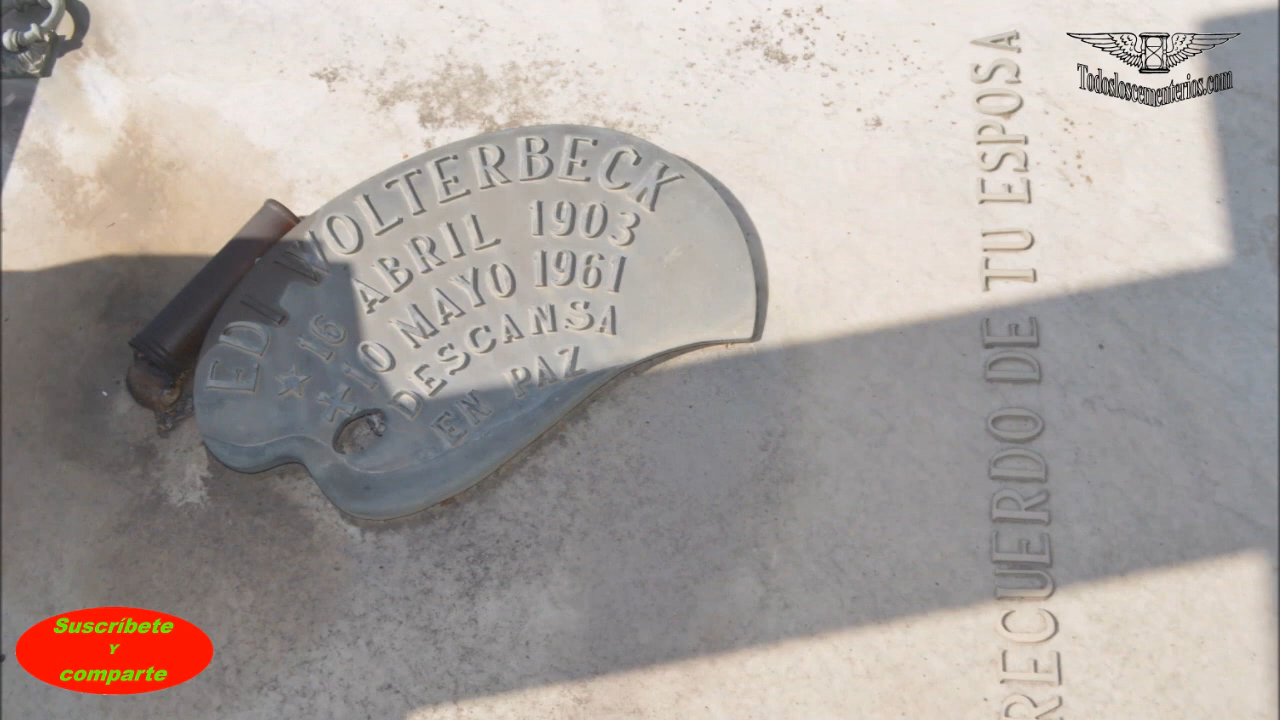 EDI WOLTERBECK
☆ 16 ABRIL 1903
✝ 10 MAYO 1961
DESCANSA
EN PAZ
RECUERDO DE TU ESPOSA
Todosloscementerios.com
Suscríbete
Y
comparte